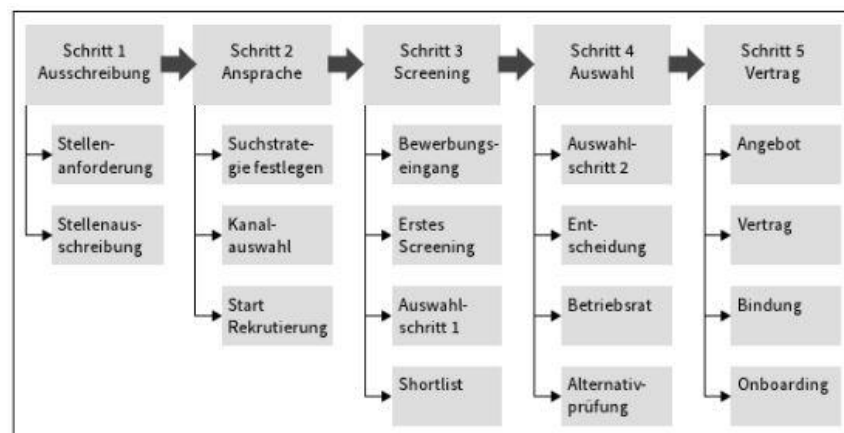 Schritt 1
Ausschreibung
Stellen-
anforderung
Stellenaus-
schreibung
Schritt 2
Ansprache
Suchstrate-
gie festlegen
Kanal-
auswahl
Start
Rekrutierung
Schritt 3
Screening
Bewerbungs-
eingang
Erstes
Screening
Auswahl-
schritt 1
Shortlist
Schritt 4
Auswahl
Auswahl-
schritt 2
Ent-
scheidung
Betriebsrat
Alternativ-
prüfung
Schritt 5
Vertrag
Angebot
Vertrag
Bindung
Onboarding